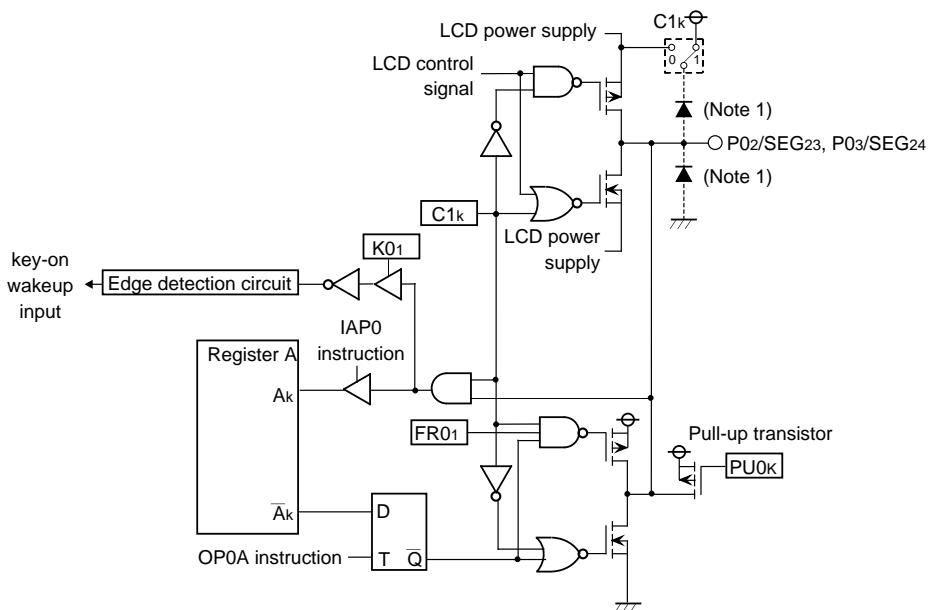 C1k
LCD power supply
0 1
LCD control
signal
(Note 1)
P02/SEG23, P03/SEG24
(Note 1)
C1k
LCD power
supply
K01
key-on
wakeup
input
Edge detection circuit
IAP0
instruction
Register A
Ak
FR01
Pull-up transistor
PU0K
A̅k
D
OP0A instruction
T Q̅